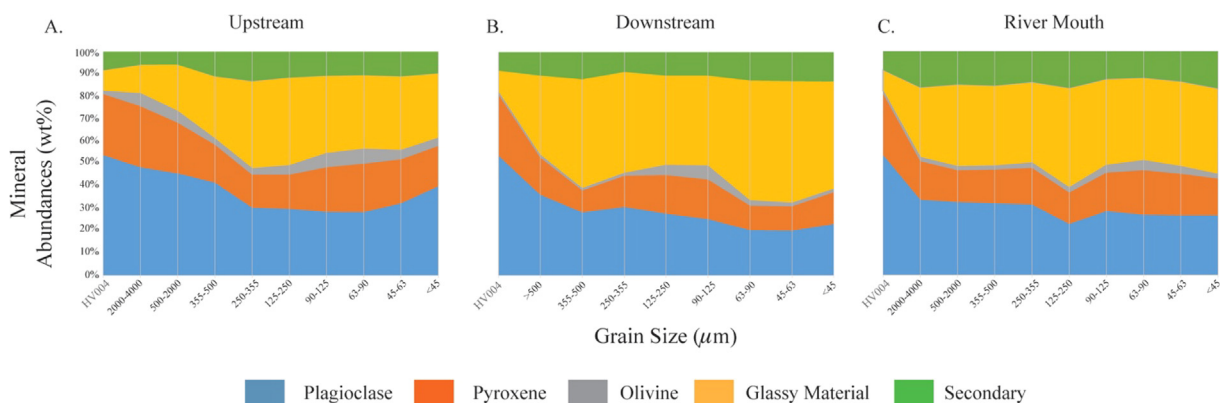 A. Upstream
B. Downstream
C. River Mouth
Mineral
Abundances (wt%)
100%
90%
80%
70%
60%
50%
40%
30%
20%
10%
0%
HV004 2000-4000 500-2000 355-500 250-355 125-250 90-125 63-90 45-63 <45
HV004 >500 355-500 250-355 125-250 90-125 63-90 45-63 <45
HV004 2000-4000 500-2000 355-500 250-355 125-250 90-125 63-90 45-63 <45
Grain Size (μm)
Plagioclase Pyroxene Olivine Glassy Material Secondary